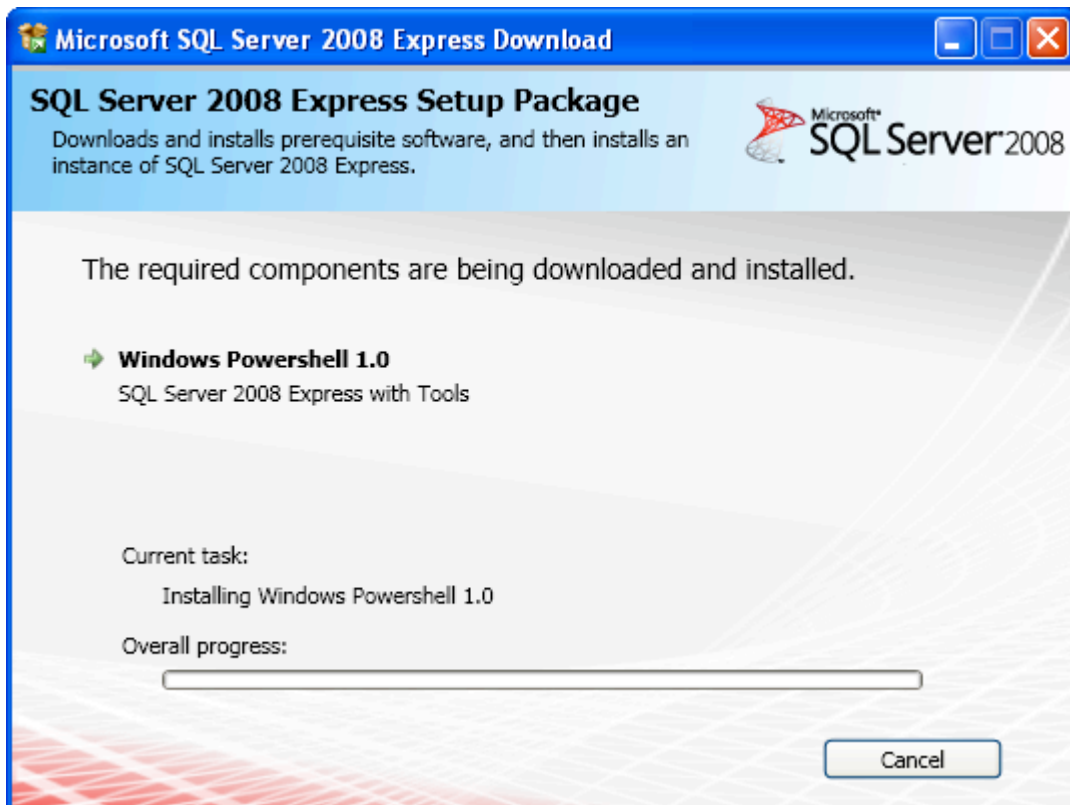 Microsoft SQL Server 2008 Express Download
SQL Server 2008 Express Setup Package
Downloads and installs prerequisite software, and then installs an
instance of SQL Server 2008 Express.
Microsoft®
SQL Server 2008
The required components are being downloaded and installed.
Windows Powershell 1.0
SQL Server 2008 Express with Tools
Current task:
Installing Windows Powershell 1.0
Overall progress:
Cancel